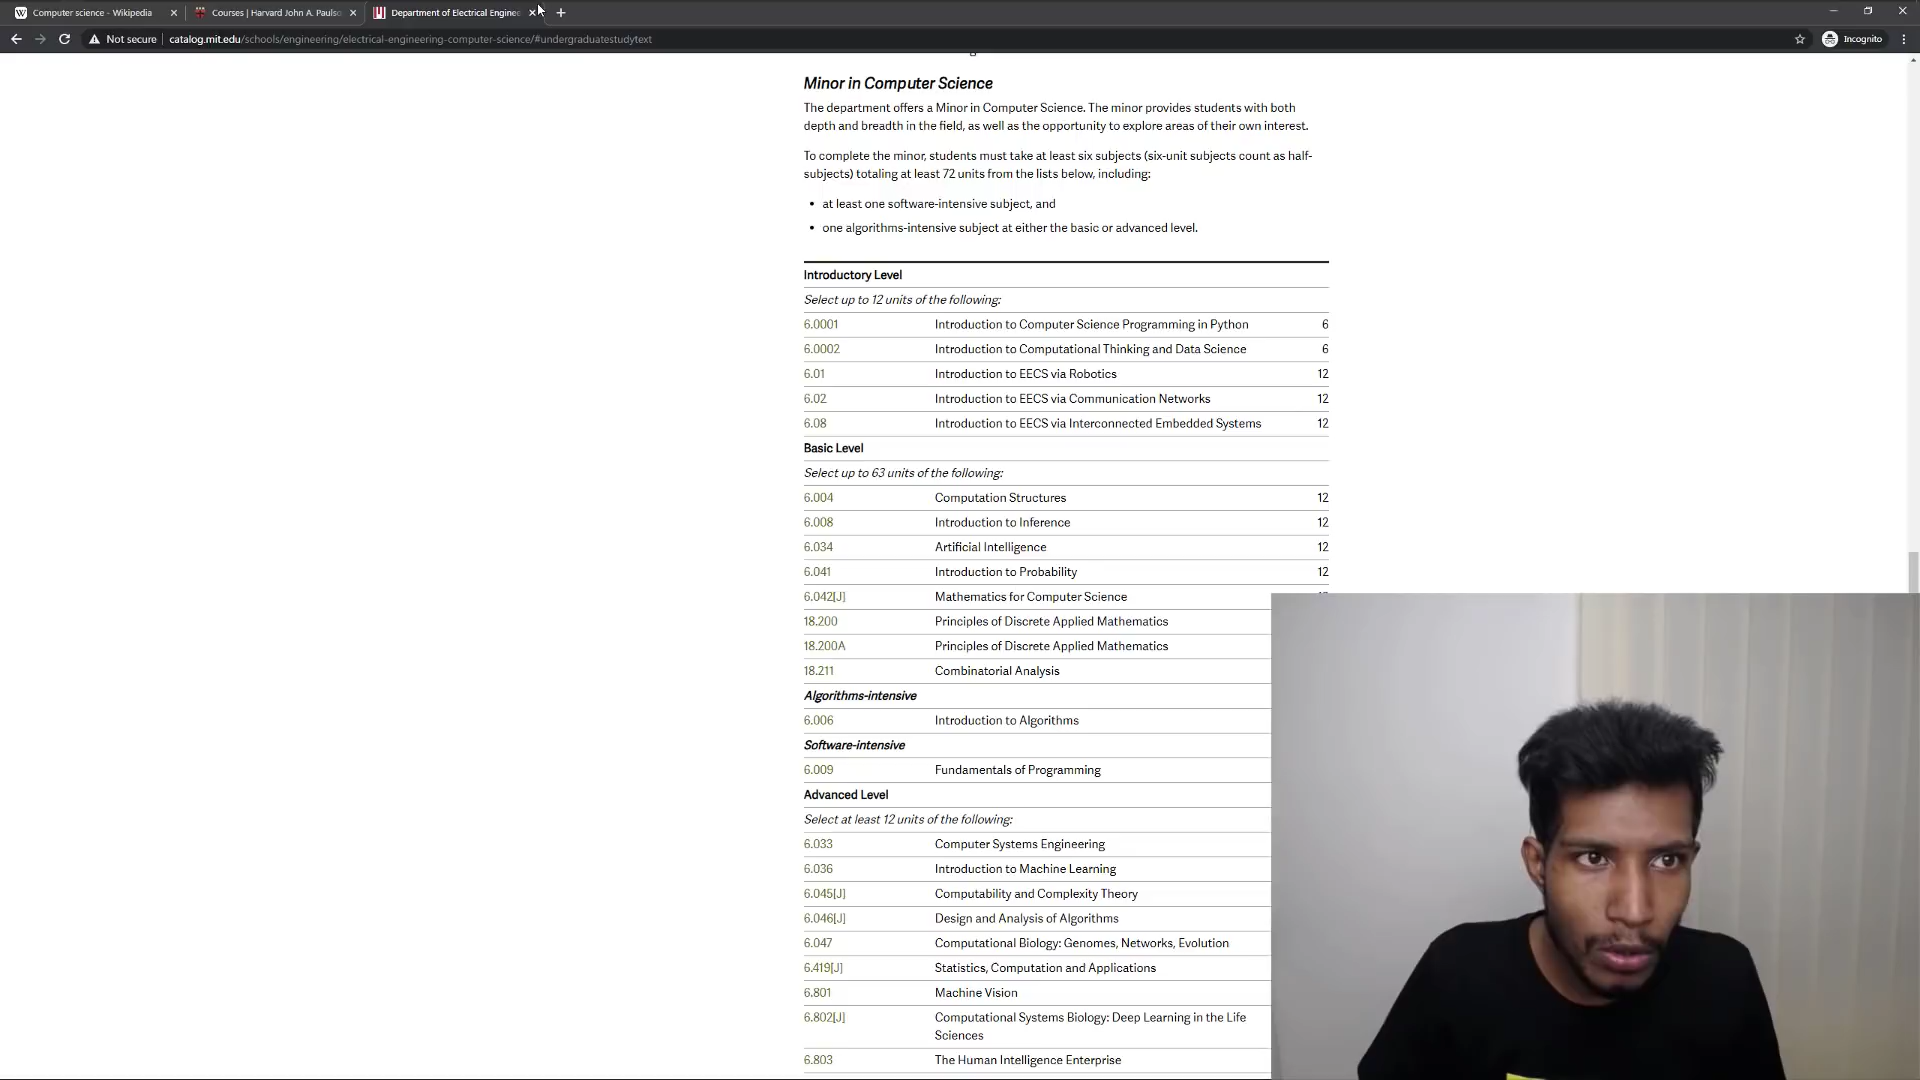 Computer science - Wikipedia
Courses | Harvard John A. Paulso
Department of Electrical Enginee
Not secure
catalog.mit.edu/schools/engineering/electrical-engineering-computer-science/#undergraduatestudytext
Incognito
Minor in Computer Science
The department offers a Minor in Computer Science. The minor provides students with both
depth and breadth in the field, as well as the opportunity to explore areas of their own interest.
To complete the minor, students must take at least six subjects (six-unit subjects count as half-
subjects) totaling at least 72 units from the lists below, including:
• at least one software-intensive subject, and
• one algorithms-intensive subject at either the basic or advanced level.
Introductory Level
Select up to 12 units of the following:
6.0001 Introduction to Computer Science Programming in Python 6
6.0002 Introduction to Computational Thinking and Data Science 6
6.01 Introduction to EECS via Robotics 12
6.02 Introduction to EECS via Communication Networks 12
6.08 Introduction to EECS via Interconnected Embedded Systems 12
Basic Level
Select up to 63 units of the following:
6.004 Computation Structures 12
6.008 Introduction to Inference 12
6.034 Artificial Intelligence 12
6.041 Introduction to Probability 12
6.042[J] Mathematics for Computer Science
18.200 Principles of Discrete Applied Mathematics
18.200A Principles of Discrete Applied Mathematics
18.211 Combinatorial Analysis
Algorithms-intensive
6.006 Introduction to Algorithms
Software-intensive
6.009 Fundamentals of Programming
Advanced Level
Select at least 12 units of the following:
6.033 Computer Systems Engineering
6.036 Introduction to Machine Learning
6.045[J] Computability and Complexity Theory
6.046[J] Design and Analysis of Algorithms
6.047 Computational Biology: Genomes, Networks, Evolution
6.419[J] Statistics, Computation and Applications
6.801 Machine Vision
6.802[J] Computational Systems Biology: Deep Learning in the Life
Sciences
6.803 The Human Intelligence Enterprise